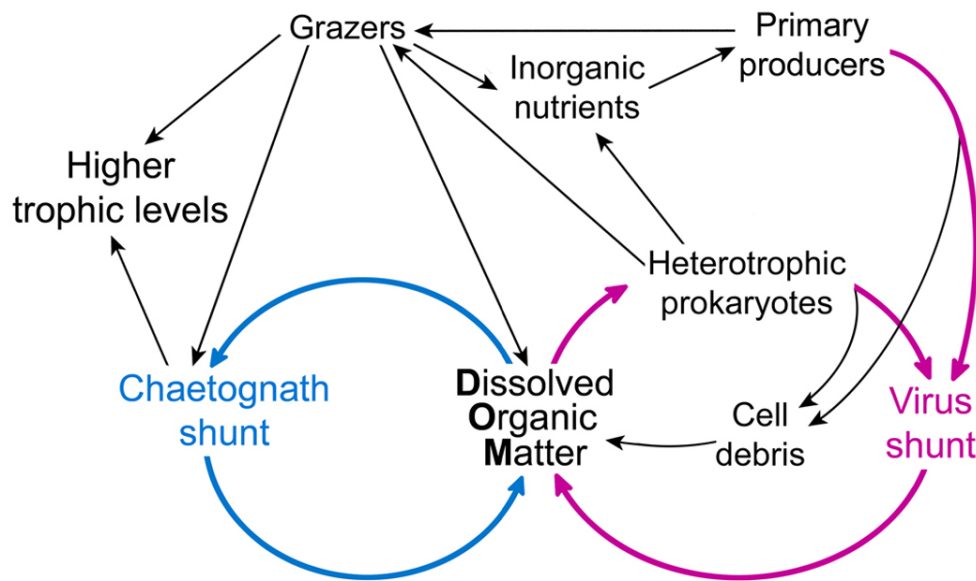 Grazers
Primary
producers
Inorganic
nutrients
Higher
trophic levels
Heterotrophic
prokaryotes
Chaetognath
shunt
Dissolved
Organic
Matter
Cell
debris
Virus
shunt